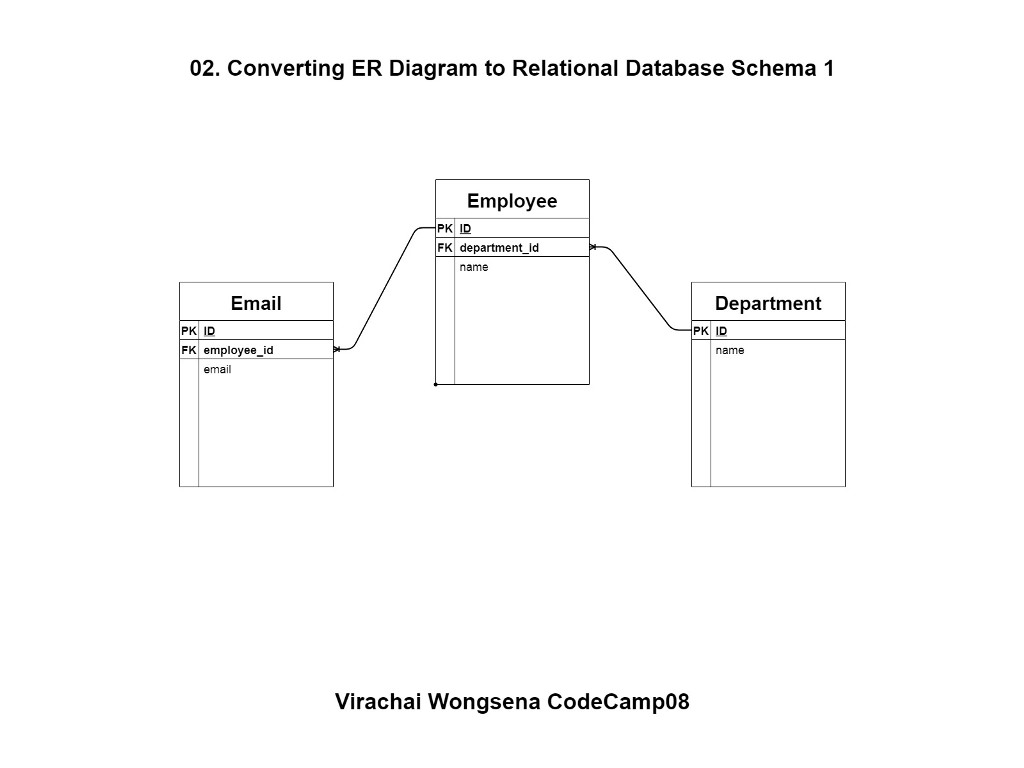 02. Converting ER Diagram to Relational Database Schema 1
Employee
PK ID
FK department_id
name
Email
PK ID
FK employee_id
email
Department
PK ID
name
Virachai Wongsena CodeCamp08